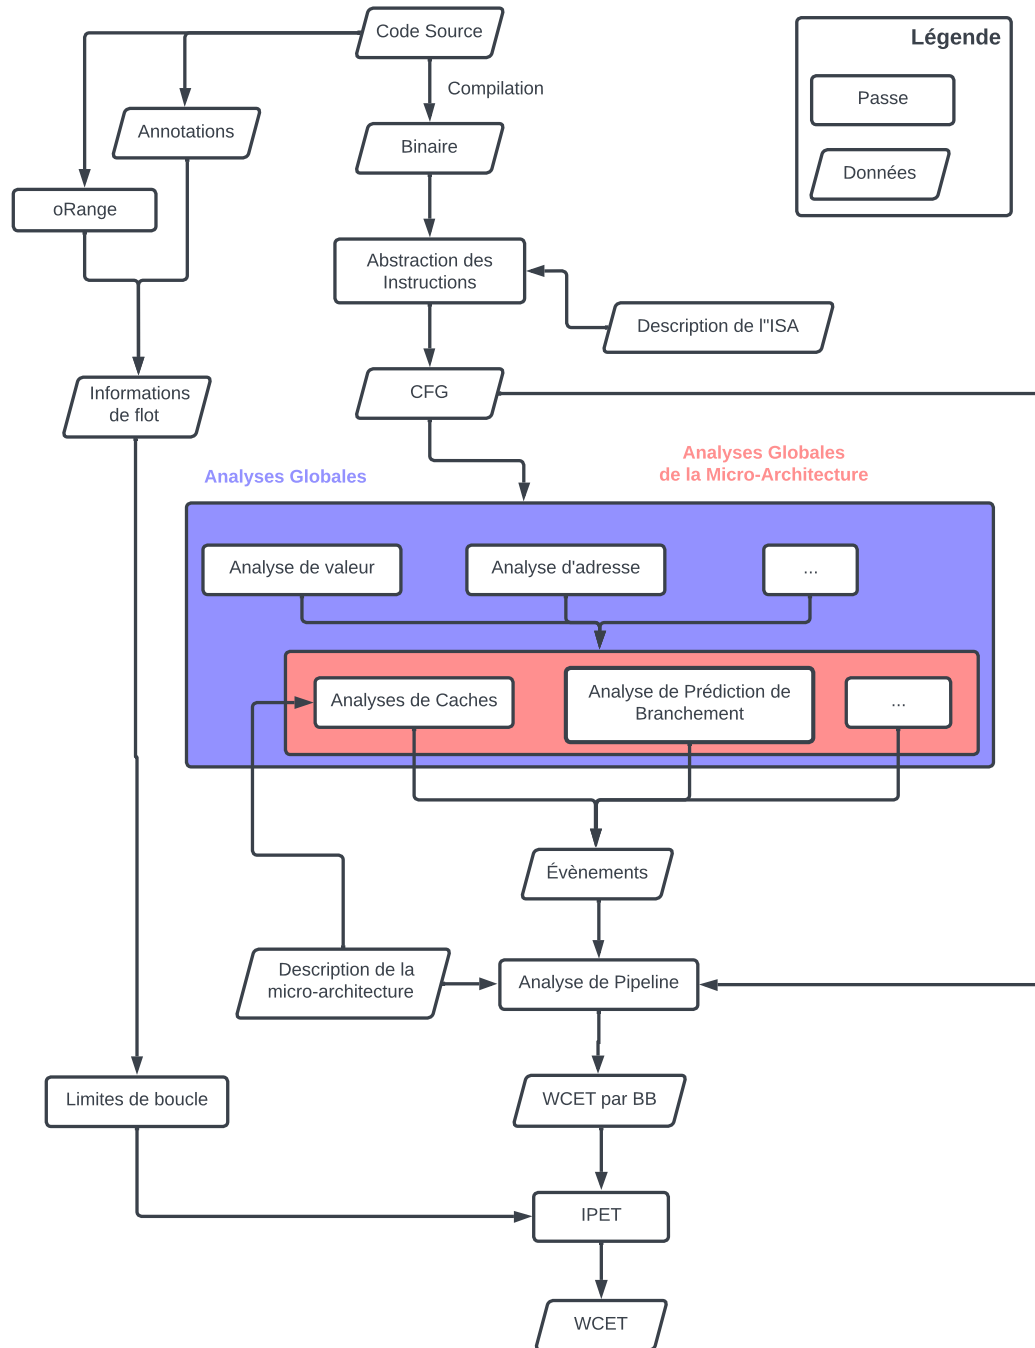 Code Source
Légende
Compilation
Passe
Annotations
Binaire
Données
oRange
Abstraction des
Instructions
Description de l"ISA
Informations
de flot
CFG
Analyses Globales
Analyses Globales
de la Micro-Architecture
Analyse de valeur
Analyse d'adresse
...
Analyses de Caches
Analyse de Prédiction de
Branchement
...
Évènements
Description de la
micro-architecture
Analyse de Pipeline
Limites de boucle
WCET par BB
IPET
WCET